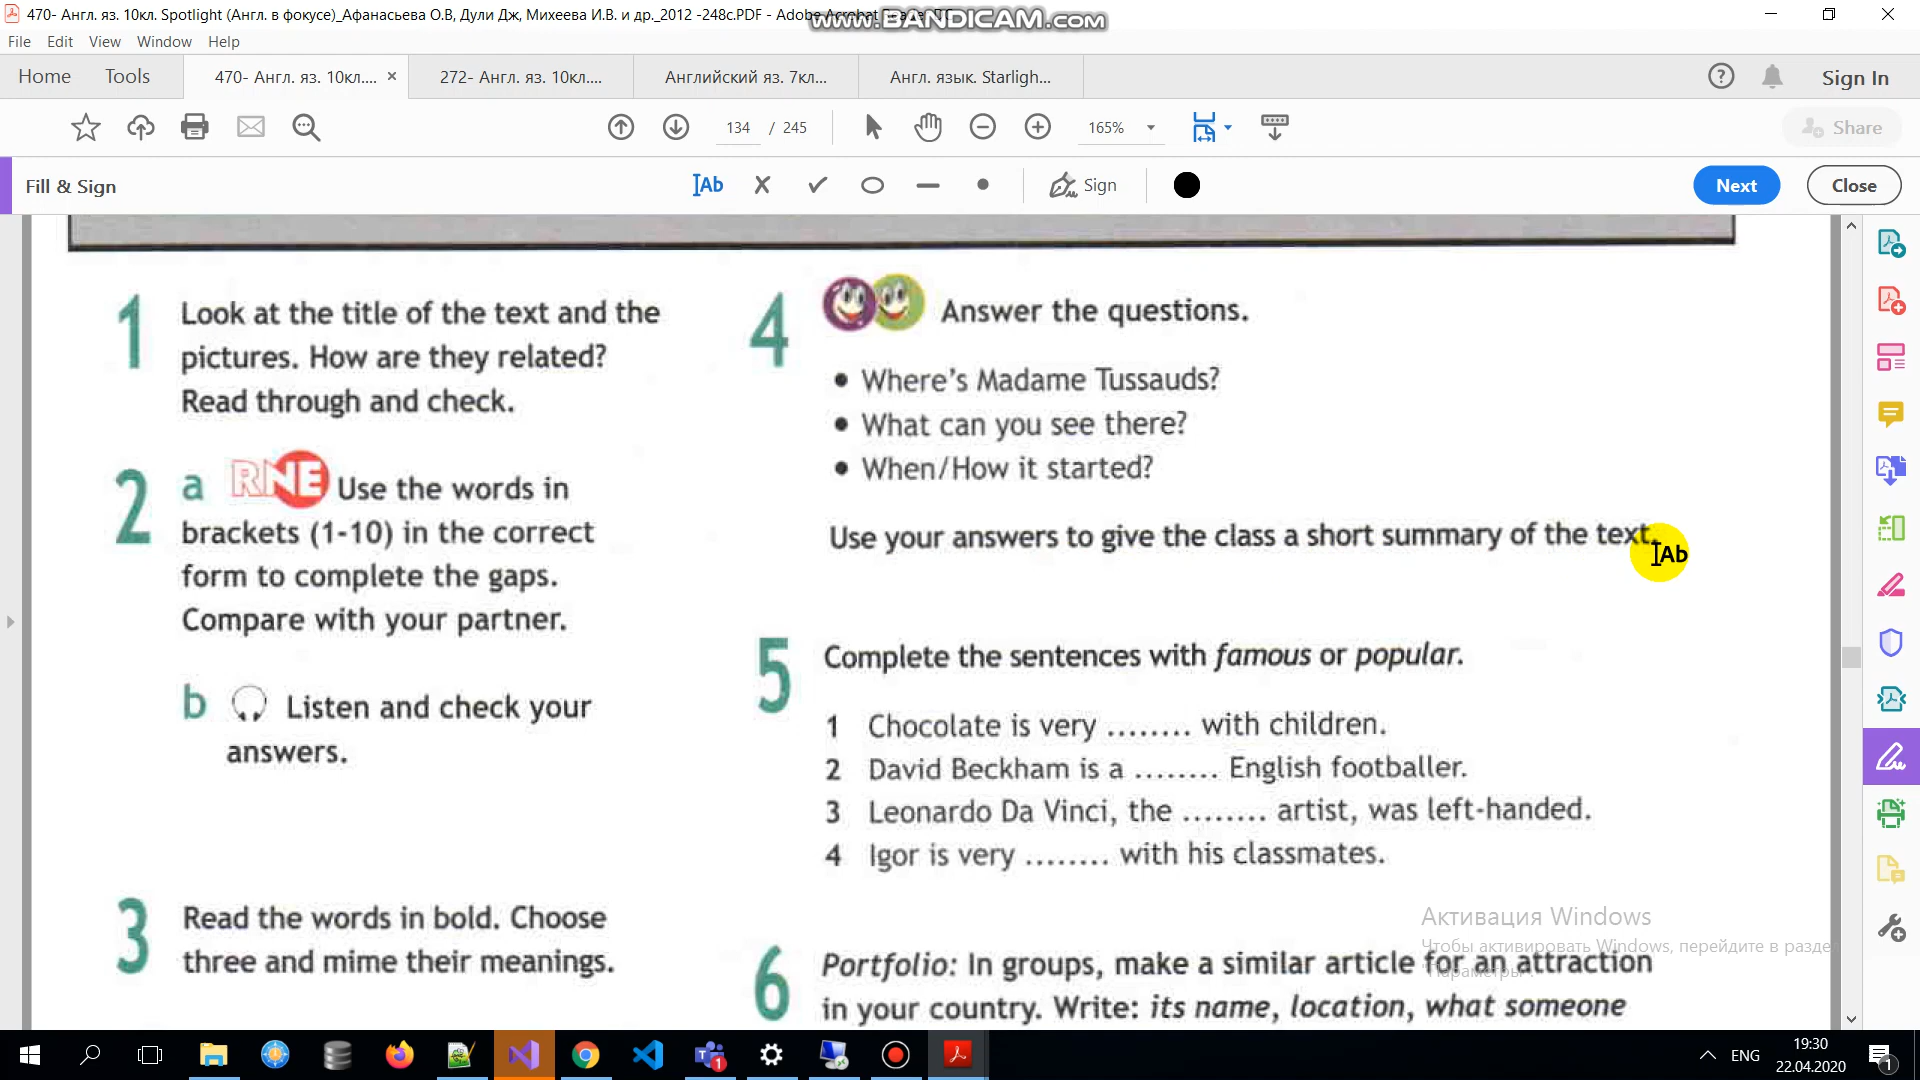 470- Англ. яз. 10кл. Spotlight (Англ. в фокусе)_Афанасьева О.В, Дули Дж, Михеева И.В. и др._2012 -248с.PDF - Adobe Acrobat
www.BANDICAM.com
File Edit View Window Help
Home Tools 470- Англ. яз. 10кл.... × 272- Англ. яз. 10кл.... Английский яз. 7кл... Англ. язык. Starligh... Sign In
134 / 245 165% Share
Fill & Sign Ab Sign Next Close
1 Look at the title of the text and the
pictures. How are they related?
Read through and check.
2 a RNE Use the words in
brackets (1-10) in the correct
form to complete the gaps.
Compare with your partner.
b Listen and check your
answers.
3 Read the words in bold. Choose
three and mime their meanings.
4 Answer the questions.
• Where's Madame Tussauds?
• What can you see there?
• When/How it started?
Use your answers to give the class a short summary of the text.
Ab
5 Complete the sentences with famous or popular.
1 Chocolate is very ........ with children.
2 David Beckham is a ........ English footballer.
3 Leonardo Da Vinci, the ........ artist, was left-handed.
4 Igor is very ........ with his classmates.
6 Portfolio: In groups, make a similar article for an attraction
in your country. Write: its name, location, what someone
Активация Windows
Чтобы активировать Windows, перейдите в раздел
"Параметры".
ENG
19:30
22.04.2020
1
1